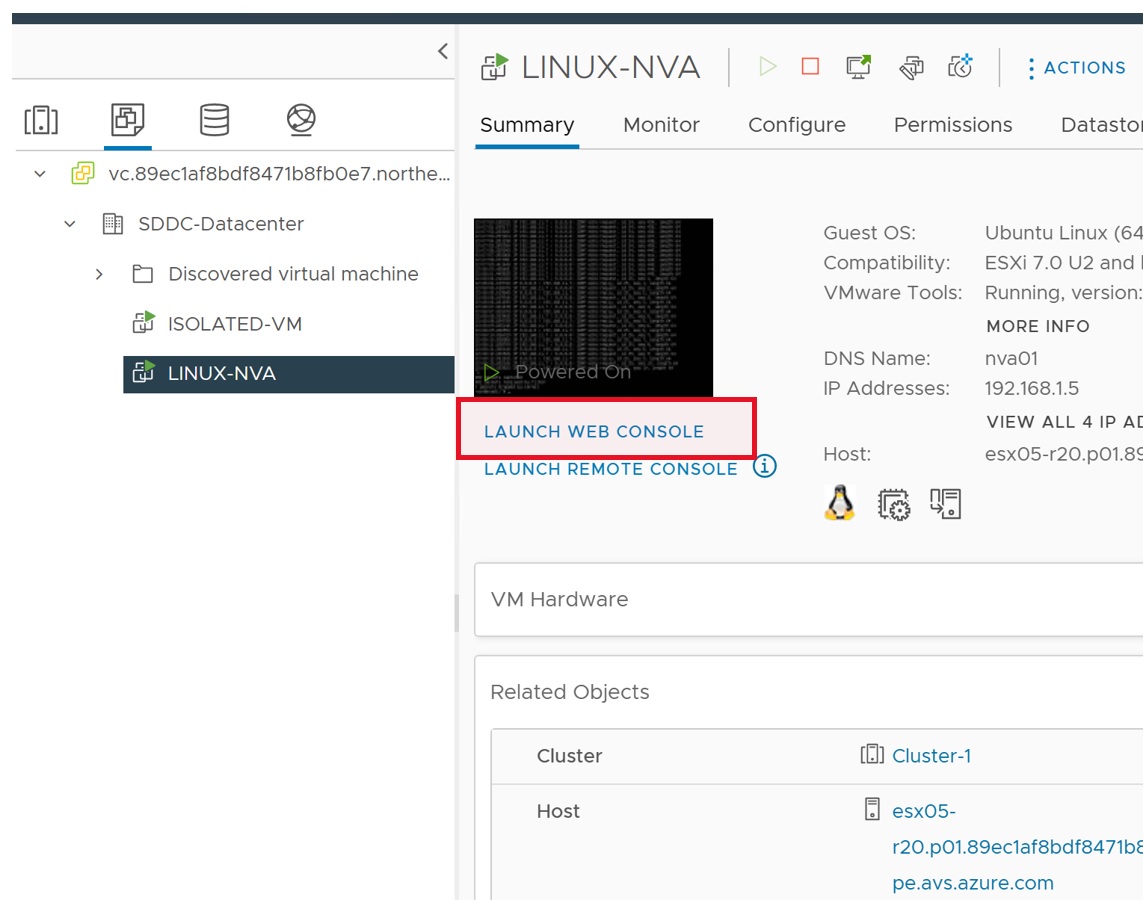 LINUX-NVA
ACTIONS
Summary Monitor Configure Permissions Datastor
vc.89ec1af8bdf8471b8fb0e7.northe...
SDDC-Datacenter
Discovered virtual machine
ISOLATED-VM
LINUX-NVA
Powered On
LAUNCH WEB CONSOLE
LAUNCH REMOTE CONSOLE
Guest OS: Ubuntu Linux (64
Compatibility: ESXi 7.0 U2 and
VMware Tools: Running, version:
MORE INFO
DNS Name: nva01
IP Addresses: 192.168.1.5
VIEW ALL 4 IP AD
Host: esx05-r20.p01.89
VM Hardware
Related Objects
Cluster Cluster-1
Host esx05-
r20.p01.89ec1af8bdf8471b8
pe.avs.azure.com